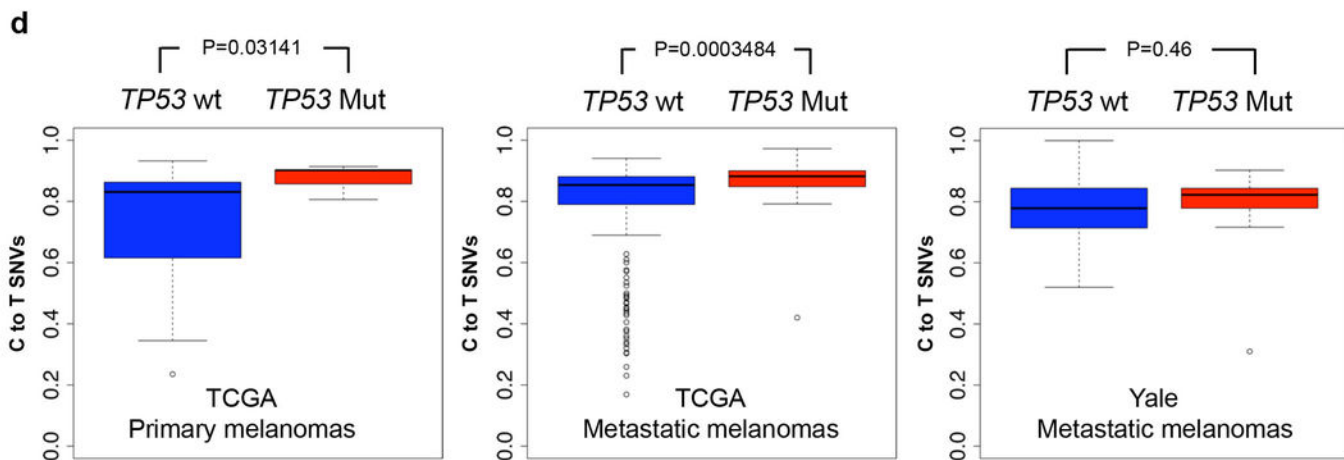 d
P=0.03141
TP53 wt
TP53 Mut
C to T SNVs
1.0
0.8
0.6
0.4
0.2
0.0
TCGA
Primary melanomas
P=0.0003484
TP53 wt
TP53 Mut
C to T SNVs
1.0
0.8
0.6
0.4
0.2
0.0
TCGA
Metastatic melanomas
P=0.46
TP53 wt
TP53 Mut
C to T SNVs
1.0
0.8
0.6
0.4
0.2
0.0
Yale
Metastatic melanomas